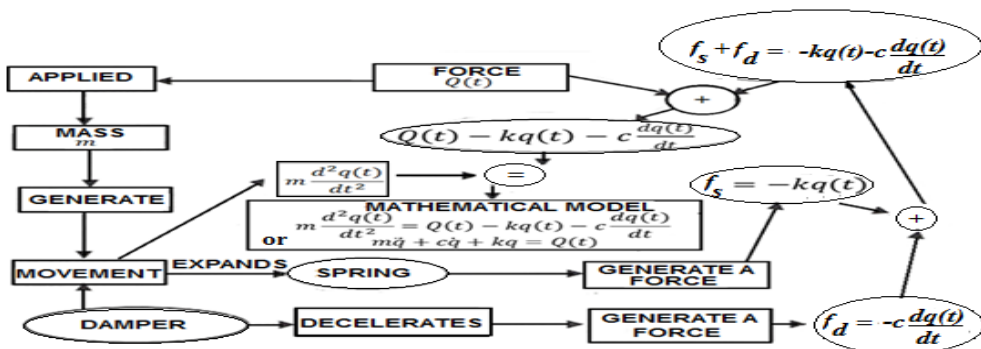 APPLIED
FORCE
Q(t)
f_s + f_d = -kq(t)-c dq(t)/dt
+
MASS
m
Q(t) − kq(t) − c dq(t)/dt
GENERATE
m d²q(t)/dt²
=
f_s = −kq(t)
+
MATHEMATICAL MODEL
m d²q(t)/dt² = Q(t) − kq(t) − c dq(t)/dt
or mq̈ + cq̇ + kq = Q(t)
MOVEMENT
EXPANDS
SPRING
GENERATE A
FORCE
DAMPER
DECELERATES
GENERATE A
FORCE
f_d = -c dq(t)/dt